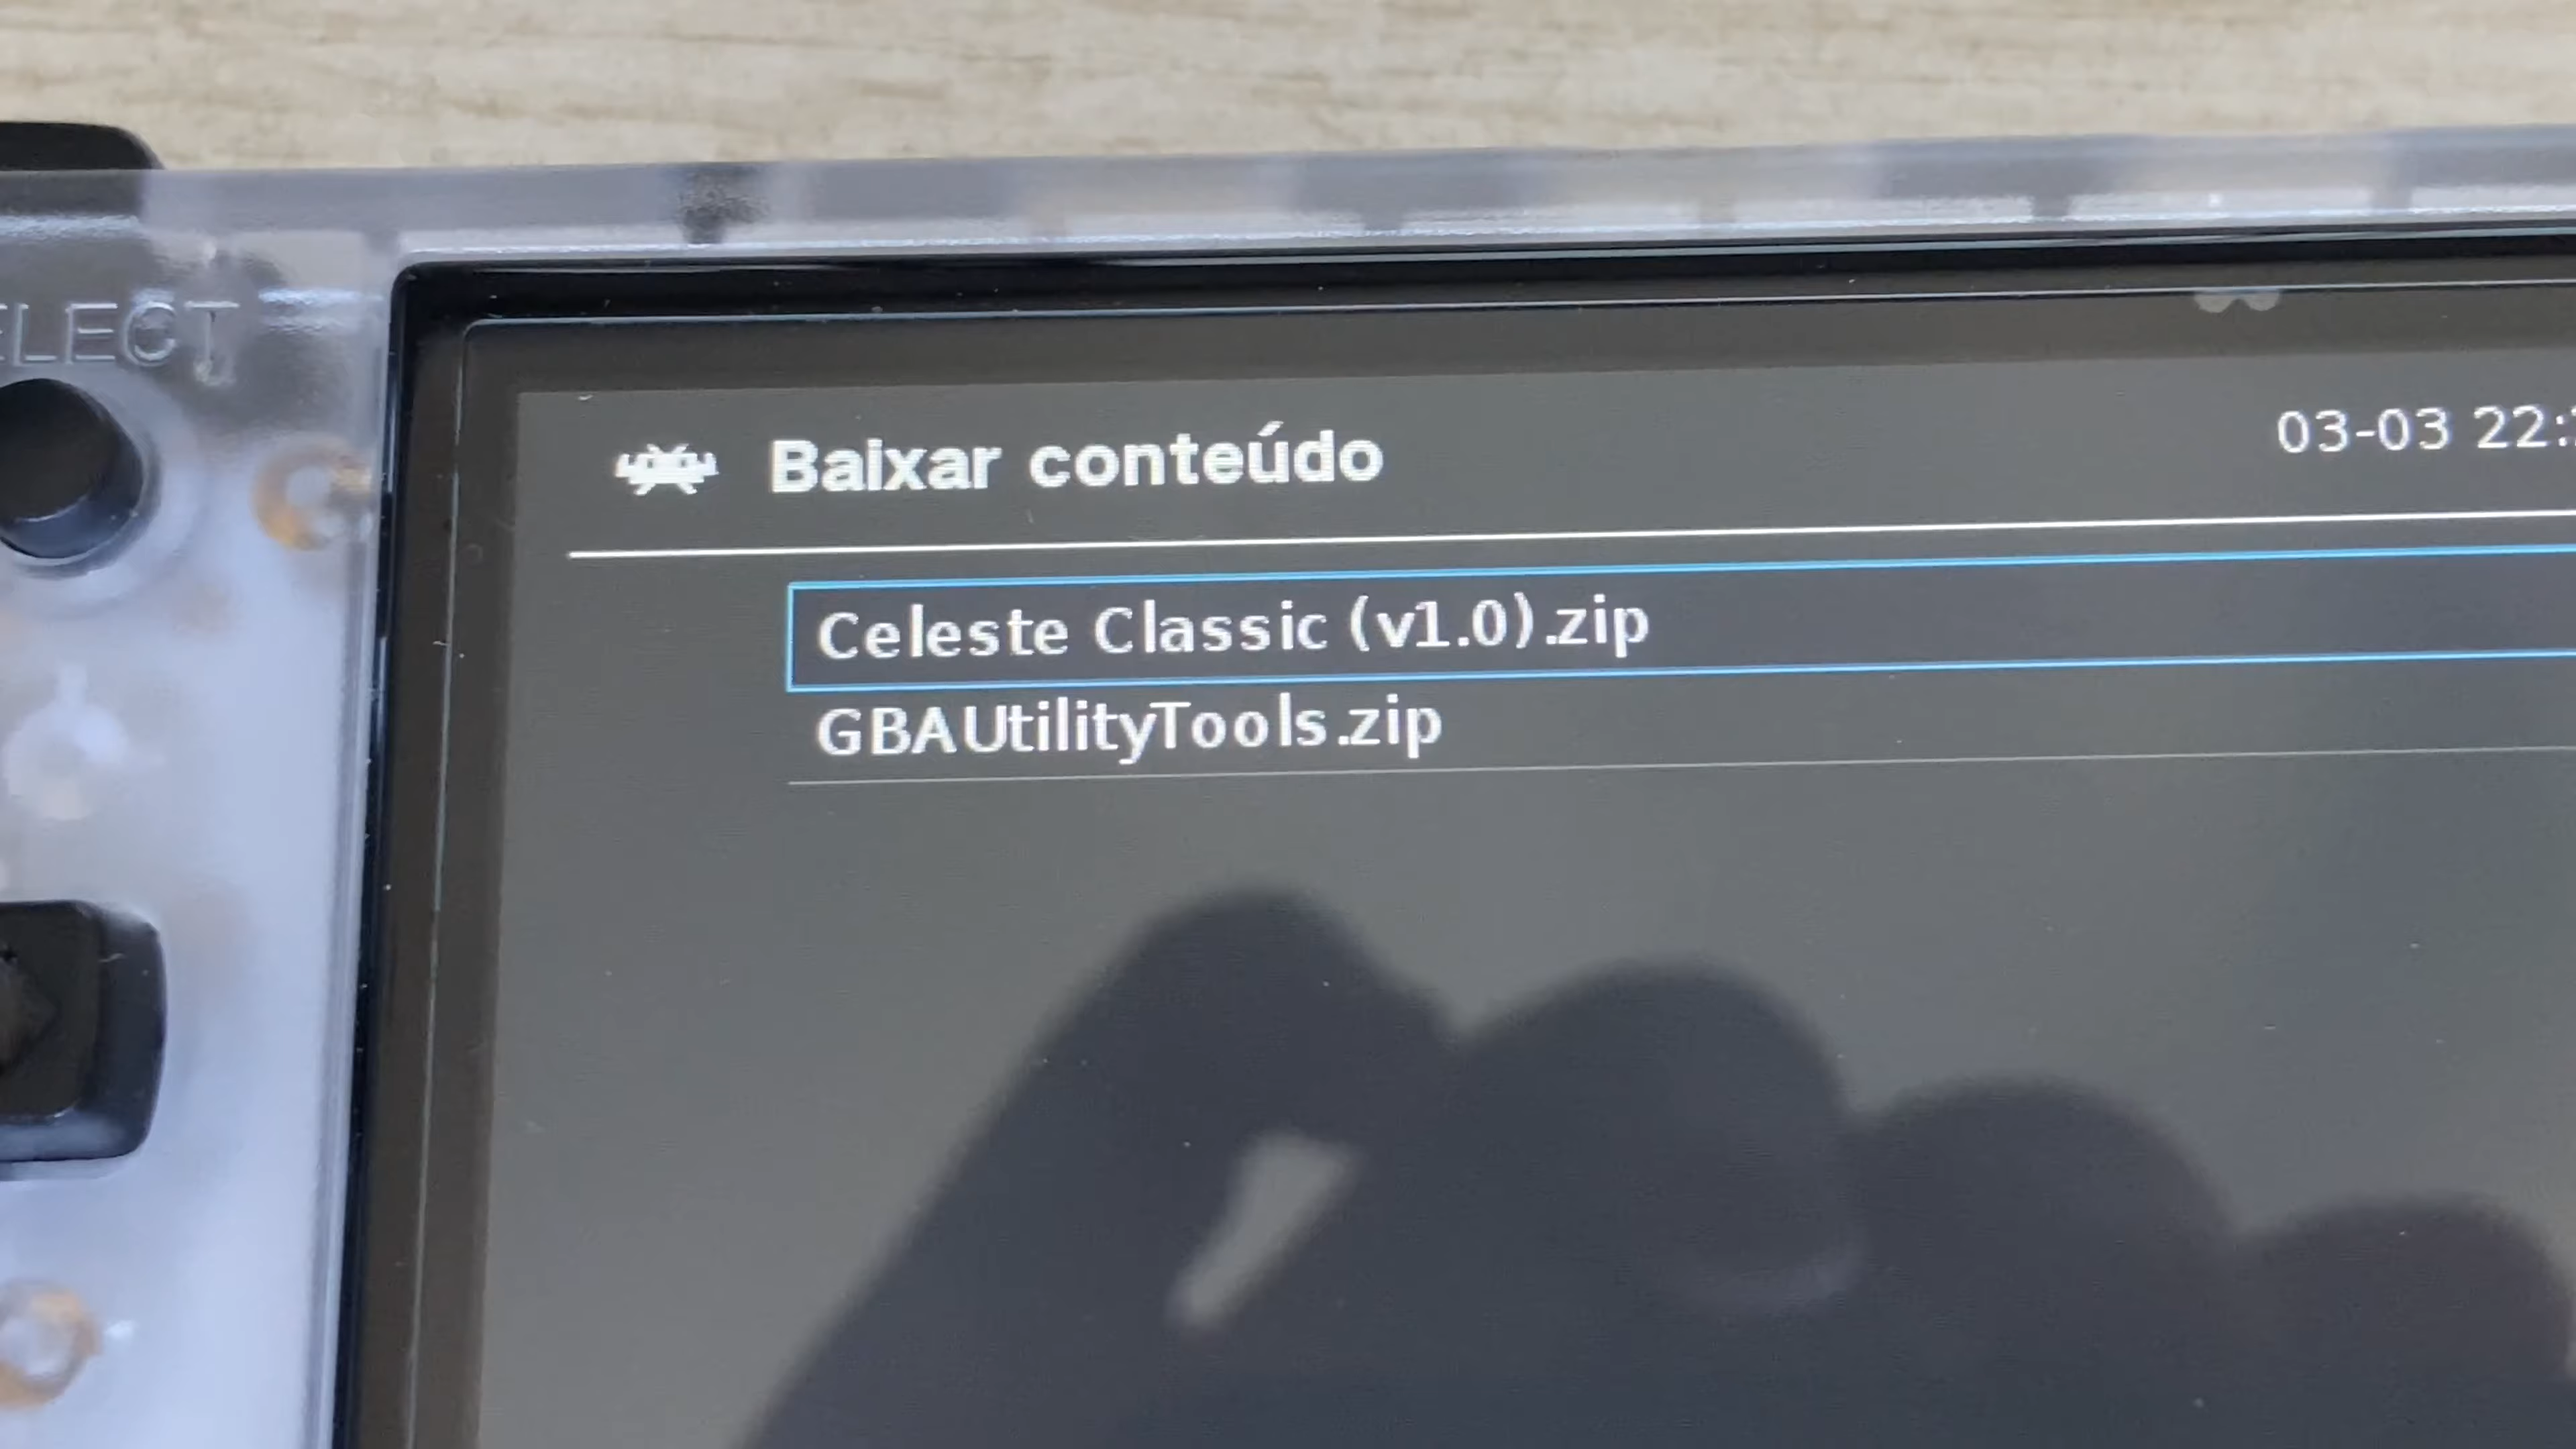 ELECT
Baixar conteúdo
03-03 22:
Celeste Classic (v1.0).zip
GBAUtilityTools.zip